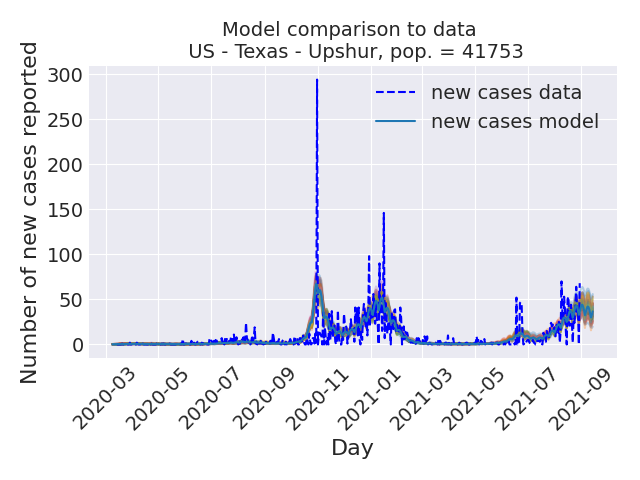 Model comparison to data
US - Texas - Upshur, pop. = 41753
Number of new cases reported
300
250
200
150
100
50
0
new cases data
new cases model
2020-03
2020-05
2020-07
2020-09
2020-11
2021-01
2021-03
2021-05
2021-07
2021-09
Day